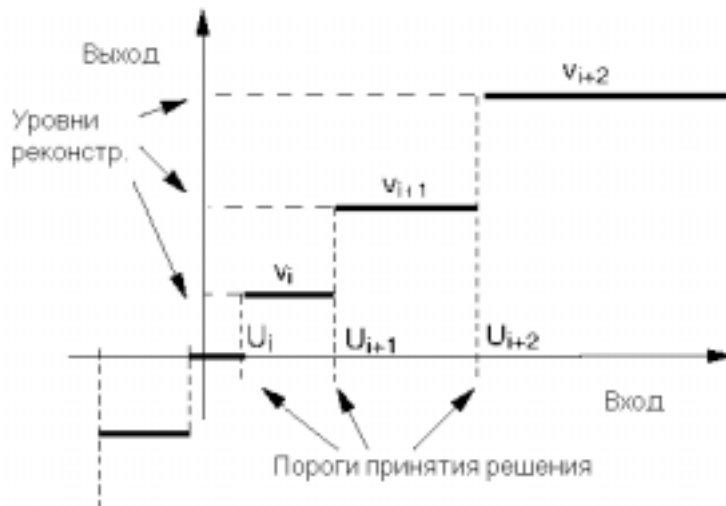 Выход
v_{i+2}
Уровни
реконстр.
v_{i+1}
v_i
U_i
U_{i+1}
U_{i+2}
Вход
Пороги принятия решения